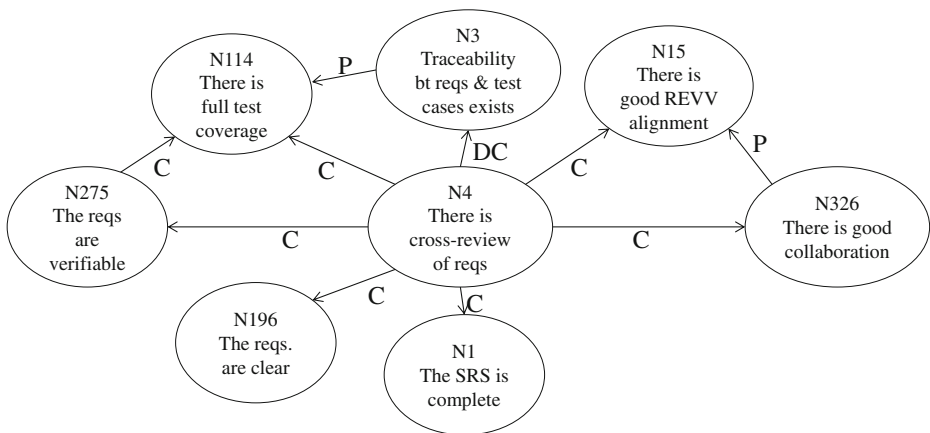 N114
There is
full test
coverage
P
N3
Traceability
bt reqs & test
cases exists
N15
There is
good REVV
alignment
C
C
DC
C
P
N275
The reqs
are
verifiable
C
N4
There is
cross-review
of reqs
C
N326
There is good
collaboration
N196
The reqs.
are clear
C
C
N1
The SRS is
complete